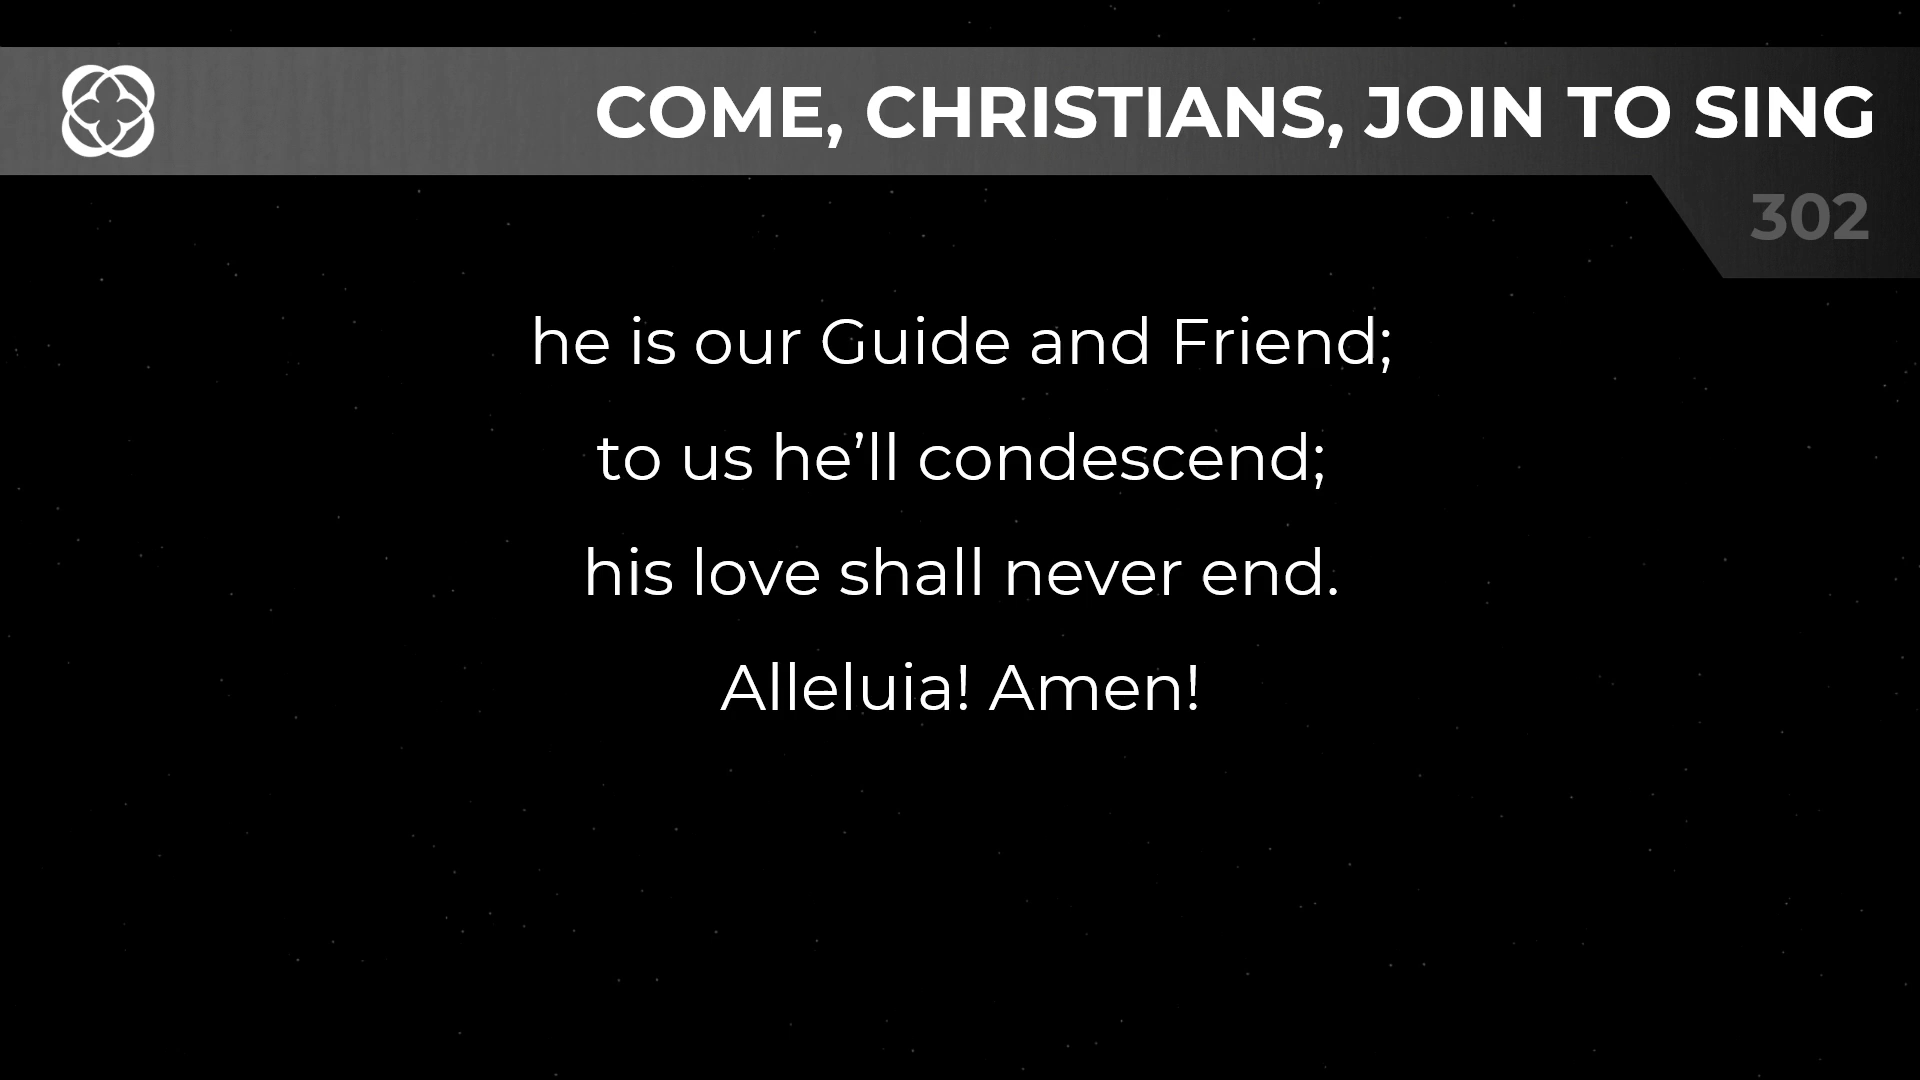 COME, CHRISTIANS, JOIN TO SING
302
he is our Guide and Friend;
to us he’ll condescend;
his love shall never end.
Alleluia! Amen!